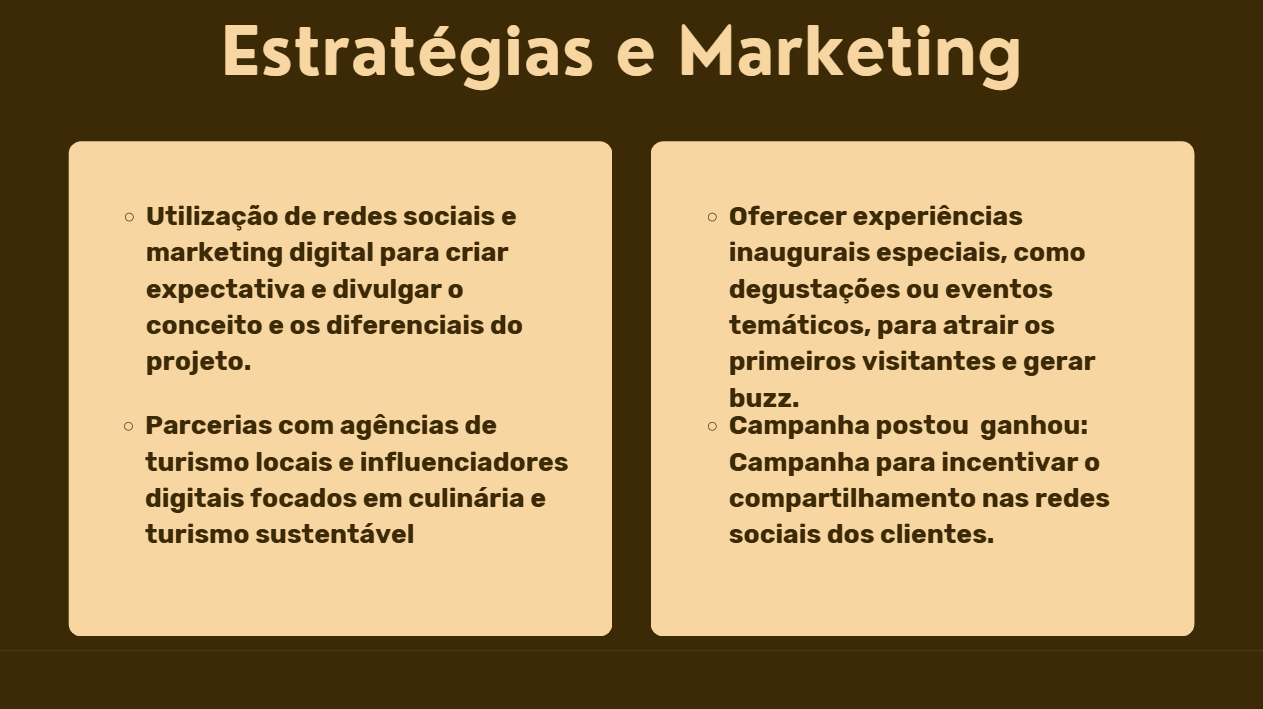 Estratégias e Marketing
Utilização de redes sociais e
marketing digital para criar
expectativa e divulgar o
conceito e os diferenciais do
projeto.
Parcerias com agências de
turismo locais e influenciadores
digitais focados em culinária e
turismo sustentável
Oferecer experiências
inaugurais especiais, como
degustações ou eventos
temáticos, para atrair os
primeiros visitantes e gerar
buzz.
Campanha postou  ganhou:
Campanha para incentivar o
compartilhamento nas redes
sociais dos clientes.